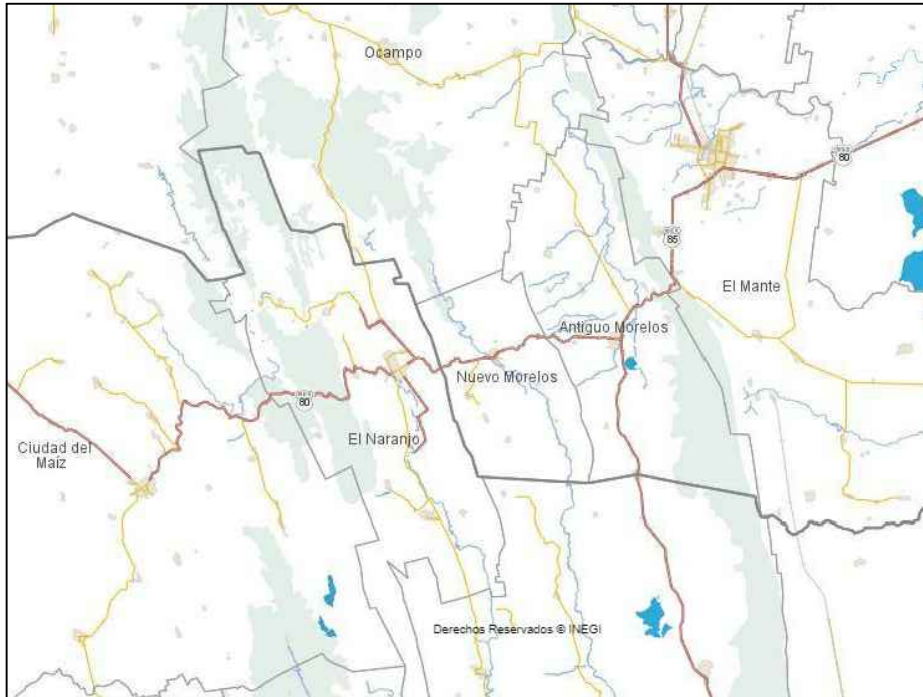 Ocampo
80
85
El Mante
Antiguo Morelos
Nuevo Morelos
80
El Naranjo
Ciudad del
Maíz
Derechos Reservados © INEGI